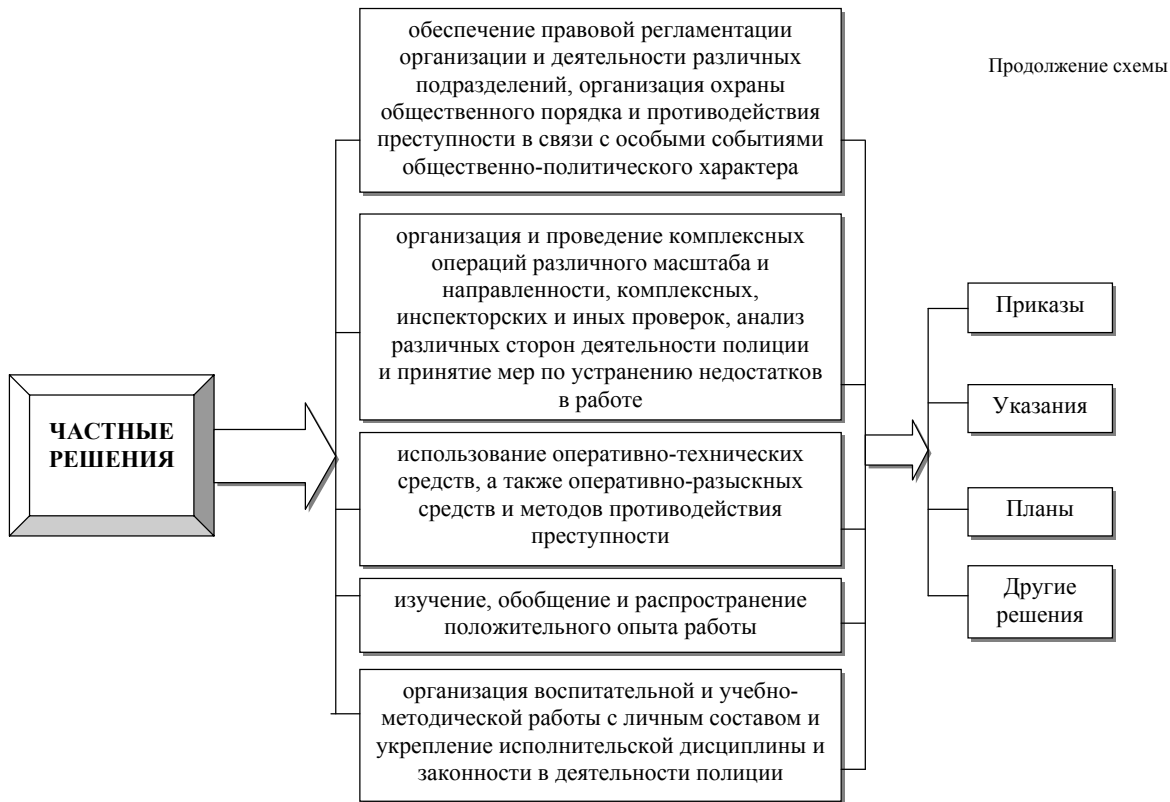 Продолжение схемы
ЧАСТНЫЕ
РЕШЕНИЯ
обеспечение правовой регламентации
организации и деятельности различных
подразделений, организация охраны
общественного порядка и противодействия
преступности в связи с особыми событиями
общественно-политического характера
организация и проведение комплексных
операций различного масштаба и
направленности, комплексных,
инспекторских и иных проверок, анализ
различных сторон деятельности полиции
и принятие мер по устранению недостатков
в работе
использование оперативно-технических
средств, а также оперативно-разыскных
средств и методов противодействия
преступности
изучение, обобщение и распространение
положительного опыта работы
организация воспитательной и учебно-
методической работы с личным составом и
укрепление исполнительской дисциплины и
законности в деятельности полиции
Приказы
Указания
Планы
Другие
решения